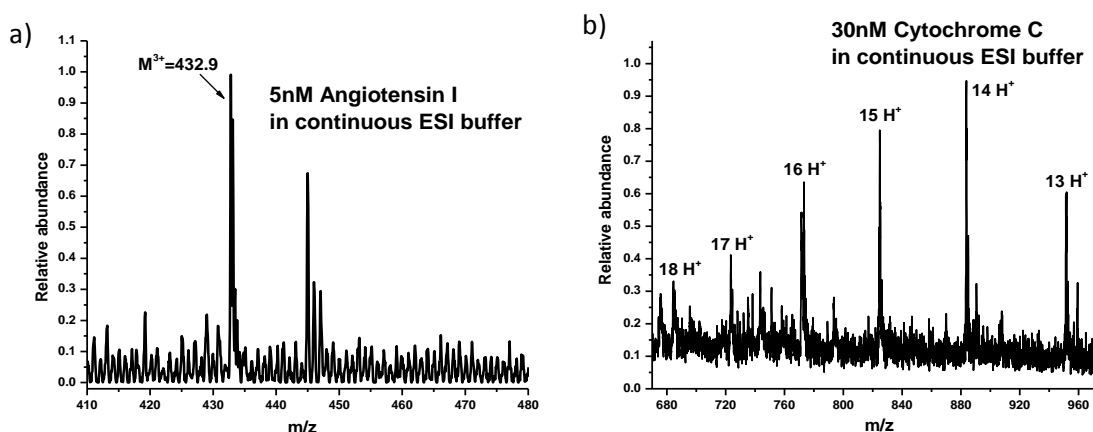 a)
M³⁺=432.9
5nM Angiotensin I
in continuous ESI buffer
Relative abundance
1.1
1.0
0.9
0.8
0.7
0.6
0.5
0.4
0.3
0.2
0.1
0.0
410 420 430 440 450 460 470 480
m/z
b)
30nM Cytochrome C
in continuous ESI buffer
14 H⁺
15 H⁺
16 H⁺
13 H⁺
17 H⁺
18 H⁺
Relative abundance
1.0
0.9
0.8
0.7
0.6
0.5
0.4
0.3
0.2
0.1
0.0
680 720 760 800 840 880 920 960
m/z